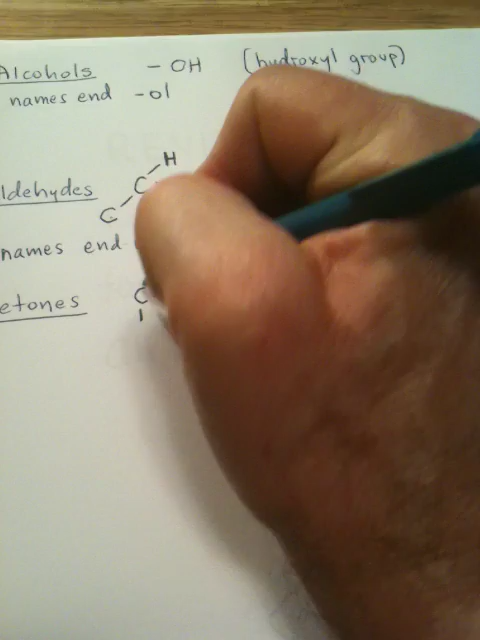 Alcohols - OH (hydroxyl group)
names end -ol
H
ldehydes C
C
names end
etones C